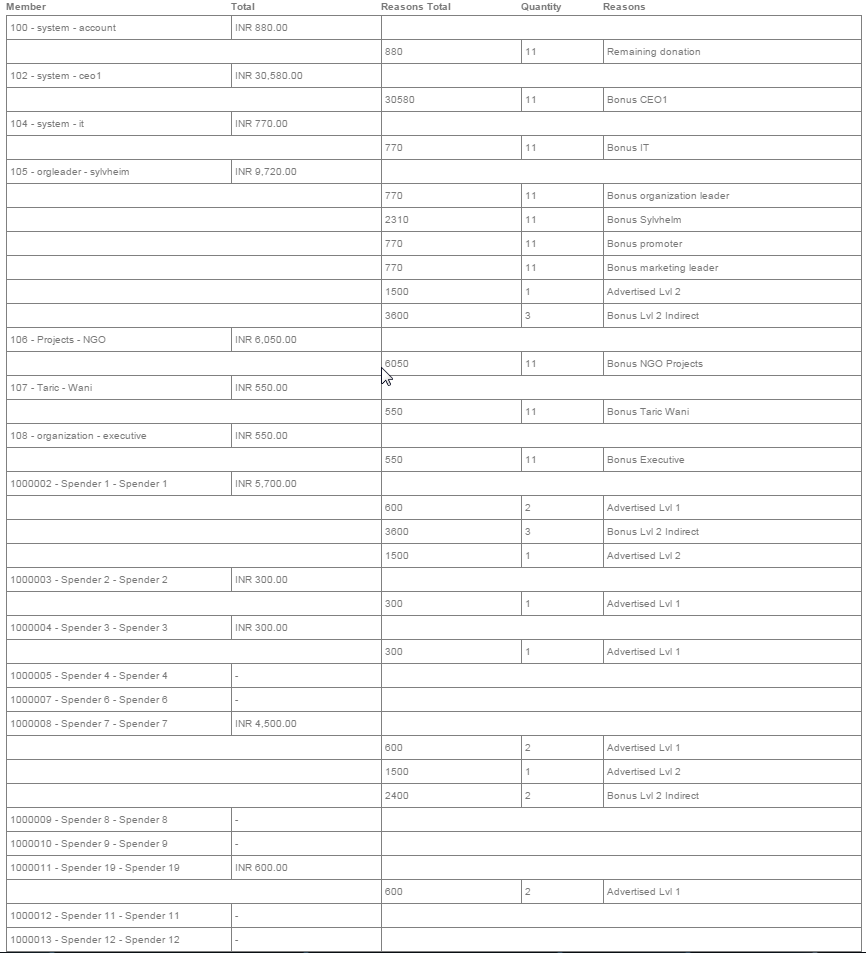 Member Total Reasons Total Quantity Reasons
100 - system - account INR 880.00
880 11 Remaining donation
102 - system - ceo1 INR 30,580.00
30580 11 Bonus CEO1
104 - system - it INR 770.00
770 11 Bonus IT
105 - orgleader - sylvheim INR 9,720.00
770 11 Bonus organization leader
2310 11 Bonus Sylvhelm
770 11 Bonus promoter
770 11 Bonus marketing leader
1500 1 Advertised Lvl 2
3600 3 Bonus Lvl 2 Indirect
106 - Projects - NGO INR 6,050.00
6050 11 Bonus NGO Projects
107 - Taric - Wani INR 550.00
550 11 Bonus Taric Wani
108 - organization - executive INR 550.00
550 11 Bonus Executive
1000002 - Spender 1 - Spender 1 INR 5,700.00
600 2 Advertised Lvl 1
3600 3 Bonus Lvl 2 Indirect
1500 1 Advertised Lvl 2
1000003 - Spender 2 - Spender 2 INR 300.00
300 1 Advertised Lvl 1
1000004 - Spender 3 - Spender 3 INR 300.00
300 1 Advertised Lvl 1
1000005 - Spender 4 - Spender 4 -
1000007 - Spender 6 - Spender 6 -
1000008 - Spender 7 - Spender 7 INR 4,500.00
600 2 Advertised Lvl 1
1500 1 Advertised Lvl 2
2400 2 Bonus Lvl 2 Indirect
1000009 - Spender 8 - Spender 8 -
1000010 - Spender 9 - Spender 9 -
1000011 - Spender 19 - Spender 19 INR 600.00
600 2 Advertised Lvl 1
1000012 - Spender 11 - Spender 11 -
1000013 - Spender 12 - Spender 12 -